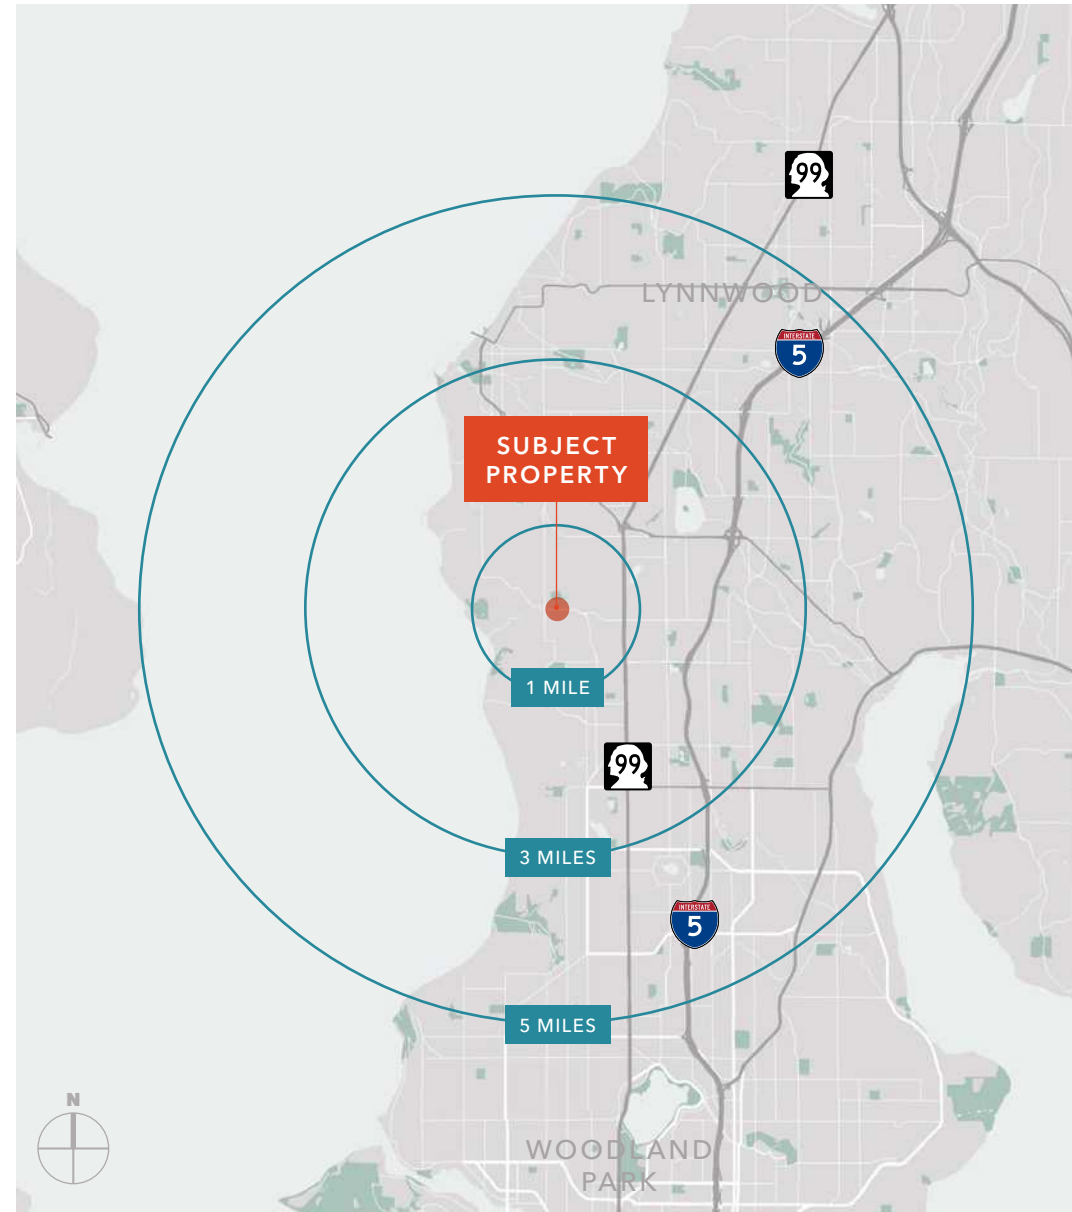 99
LYNNWOOD
INTERSTATE
5
SUBJECT
PROPERTY
1 MILE
99
3 MILES
INTERSTATE
5
5 MILES
N
WOODLAND
PARK